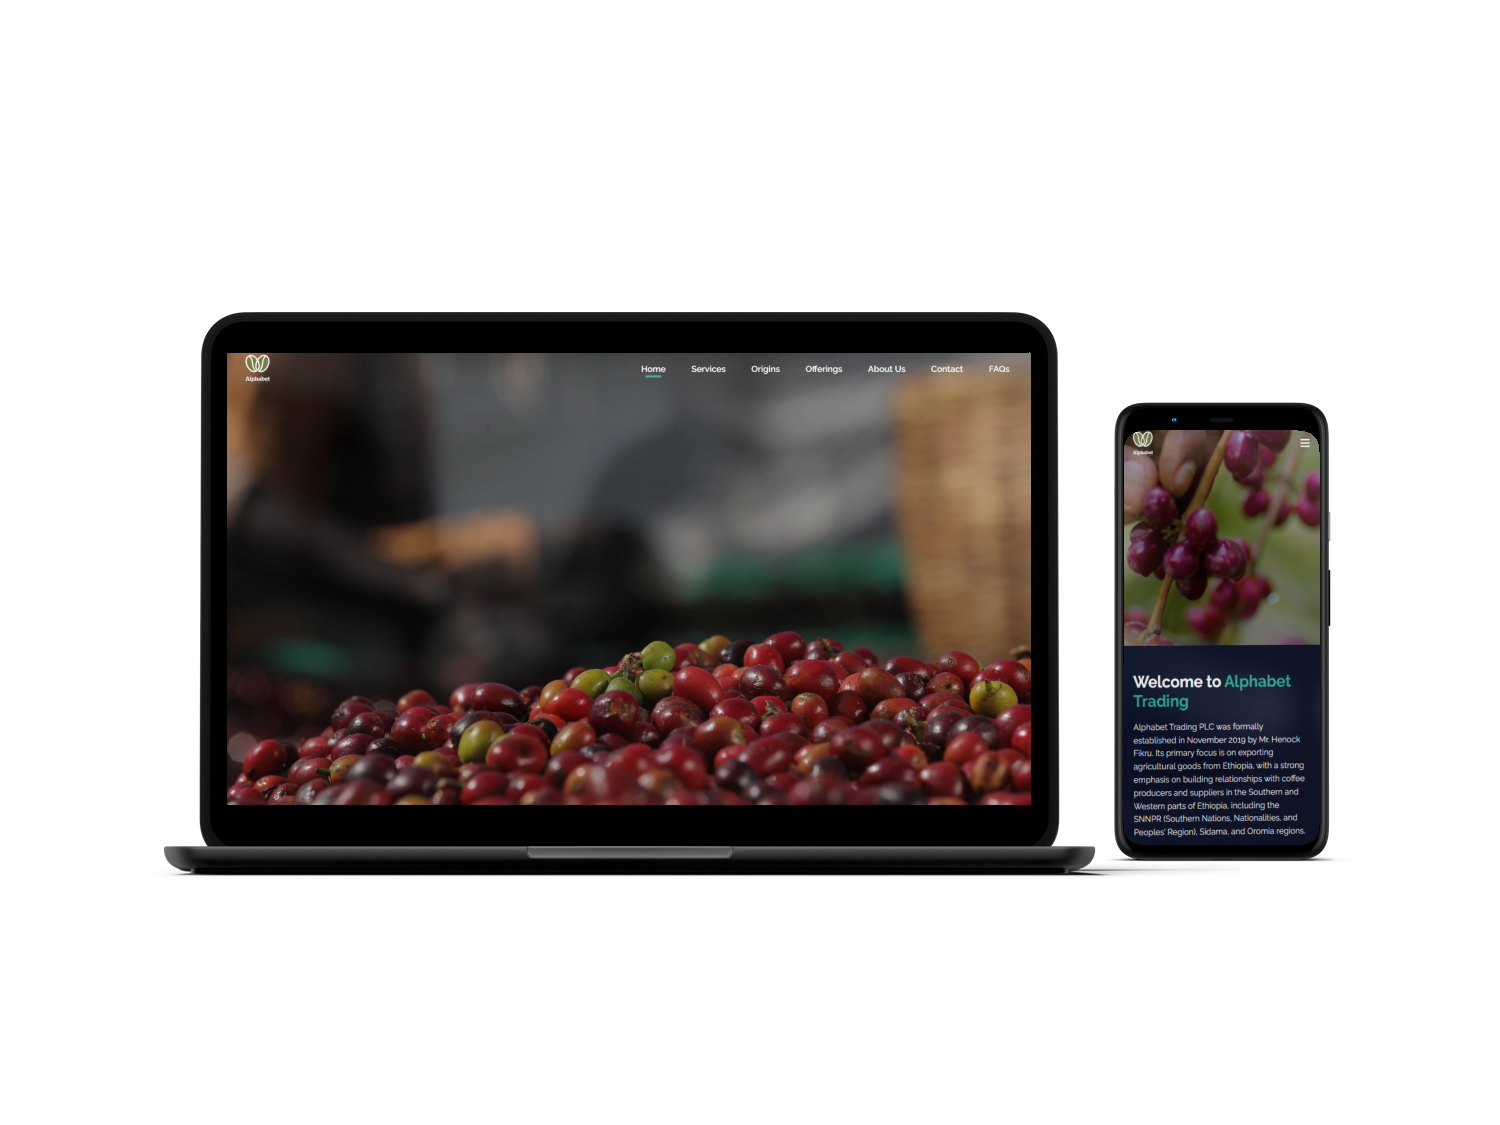 Alphabet
Home Services Origins Offerings About Us Contact FAQs
Alphabet
Welcome to Alphabet
Trading
Alphabet Trading PLC was formally
established in November 2019 by Mr. Henock
Fikru. Its primary focus is on exporting
agricultural goods from Ethiopia, with a strong
emphasis on building relationships with coffee
producers and suppliers in the Southern and
Western parts of Ethiopia, including the
SNNPR (Southern Nations, Nationalities, and
Peoples' Region), Sidama, and Oromia regions.